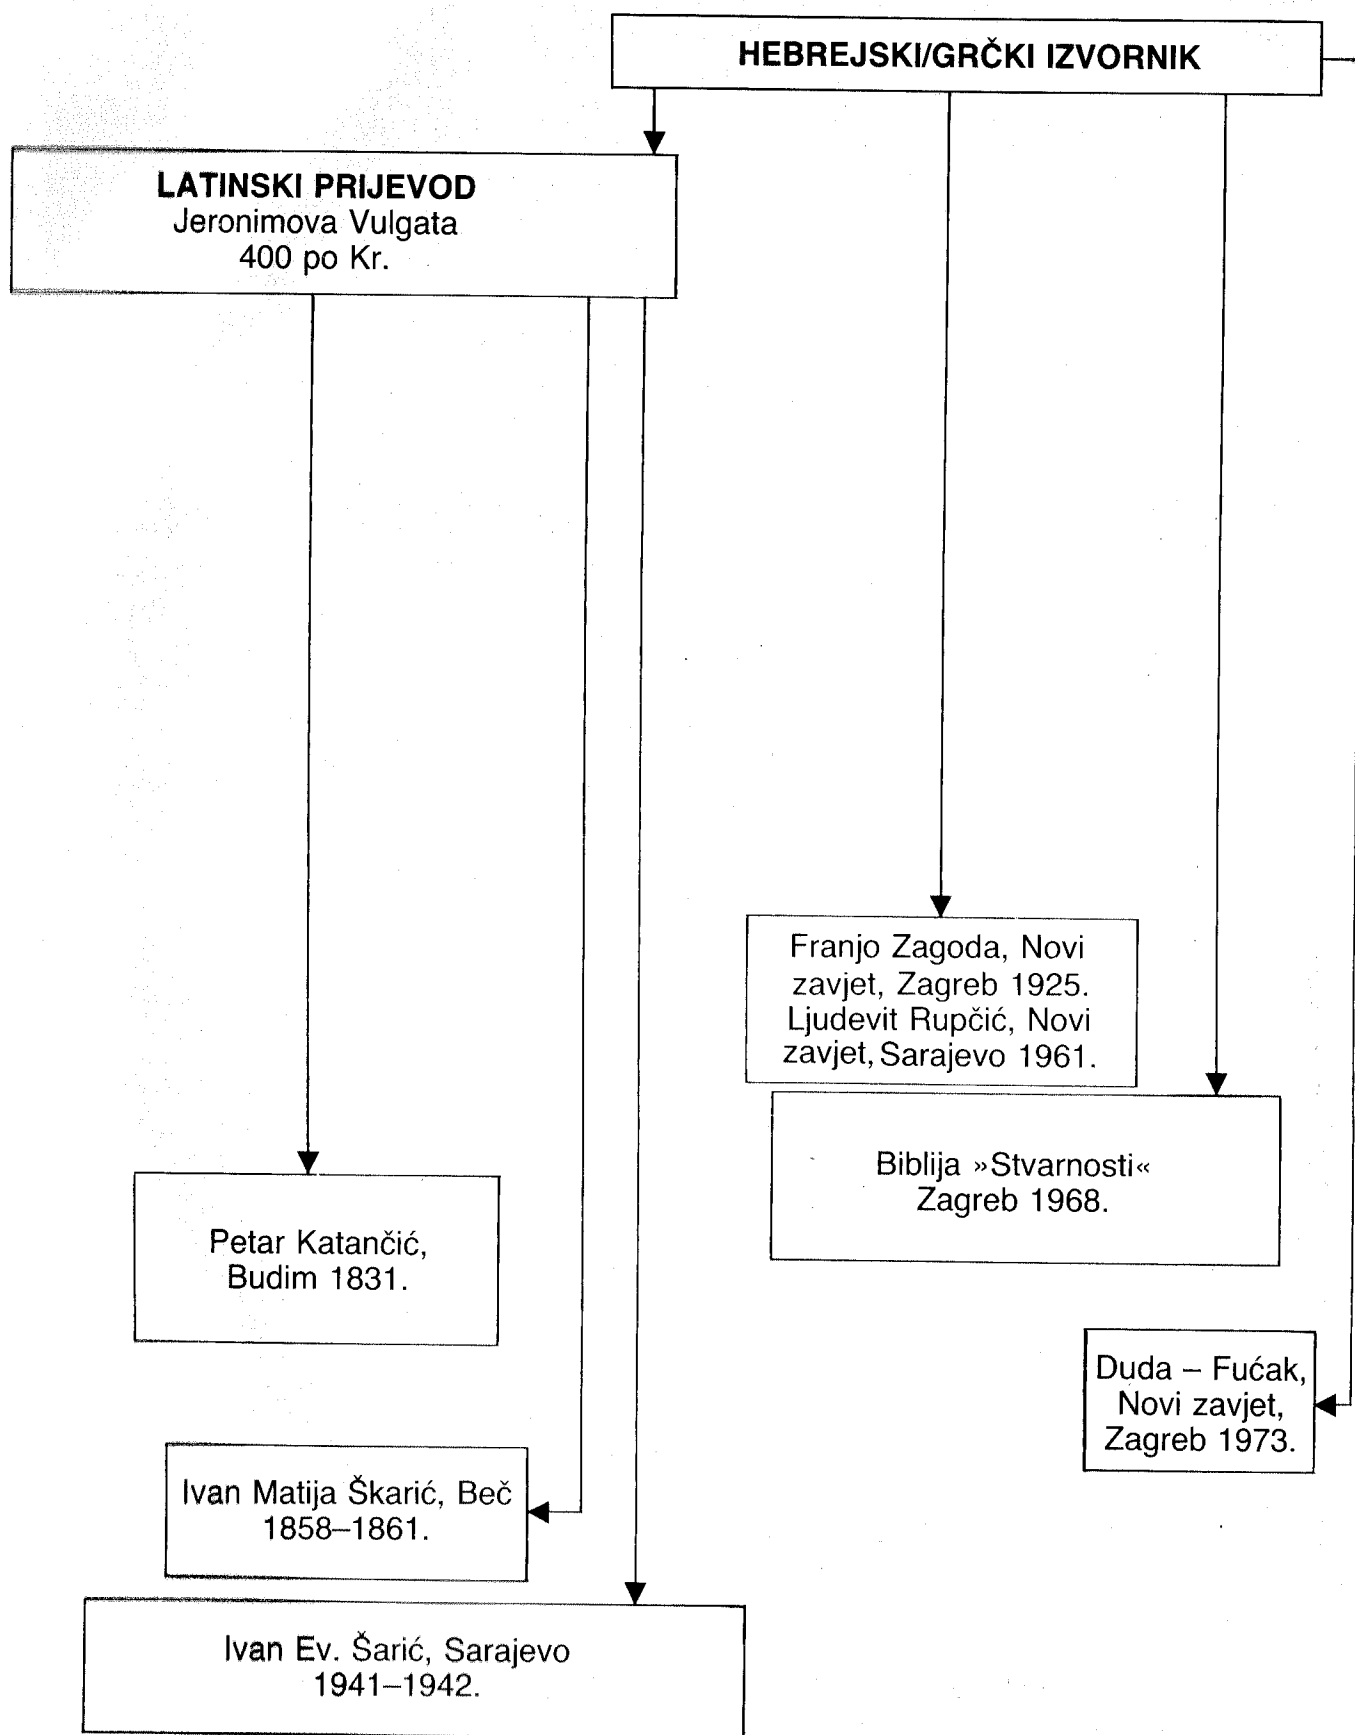 HEBREJSKI/GRČKI IZVORNIK
LATINSKI PRIJEVOD
Jeronimova Vulgata
400 po Kr.
Franjo Zagoda, Novi
zavjet, Zagreb 1925.
Ljudevit Rupčić, Novi
zavjet, Sarajevo 1961.
Biblija »Stvarnosti«
Zagreb 1968.
Petar Katančić,
Budim 1831.
Duda – Fućak,
Novi zavjet,
Zagreb 1973.
Ivan Matija Škarić, Beč
1858–1861.
Ivan Ev. Šarić, Sarajevo
1941–1942.